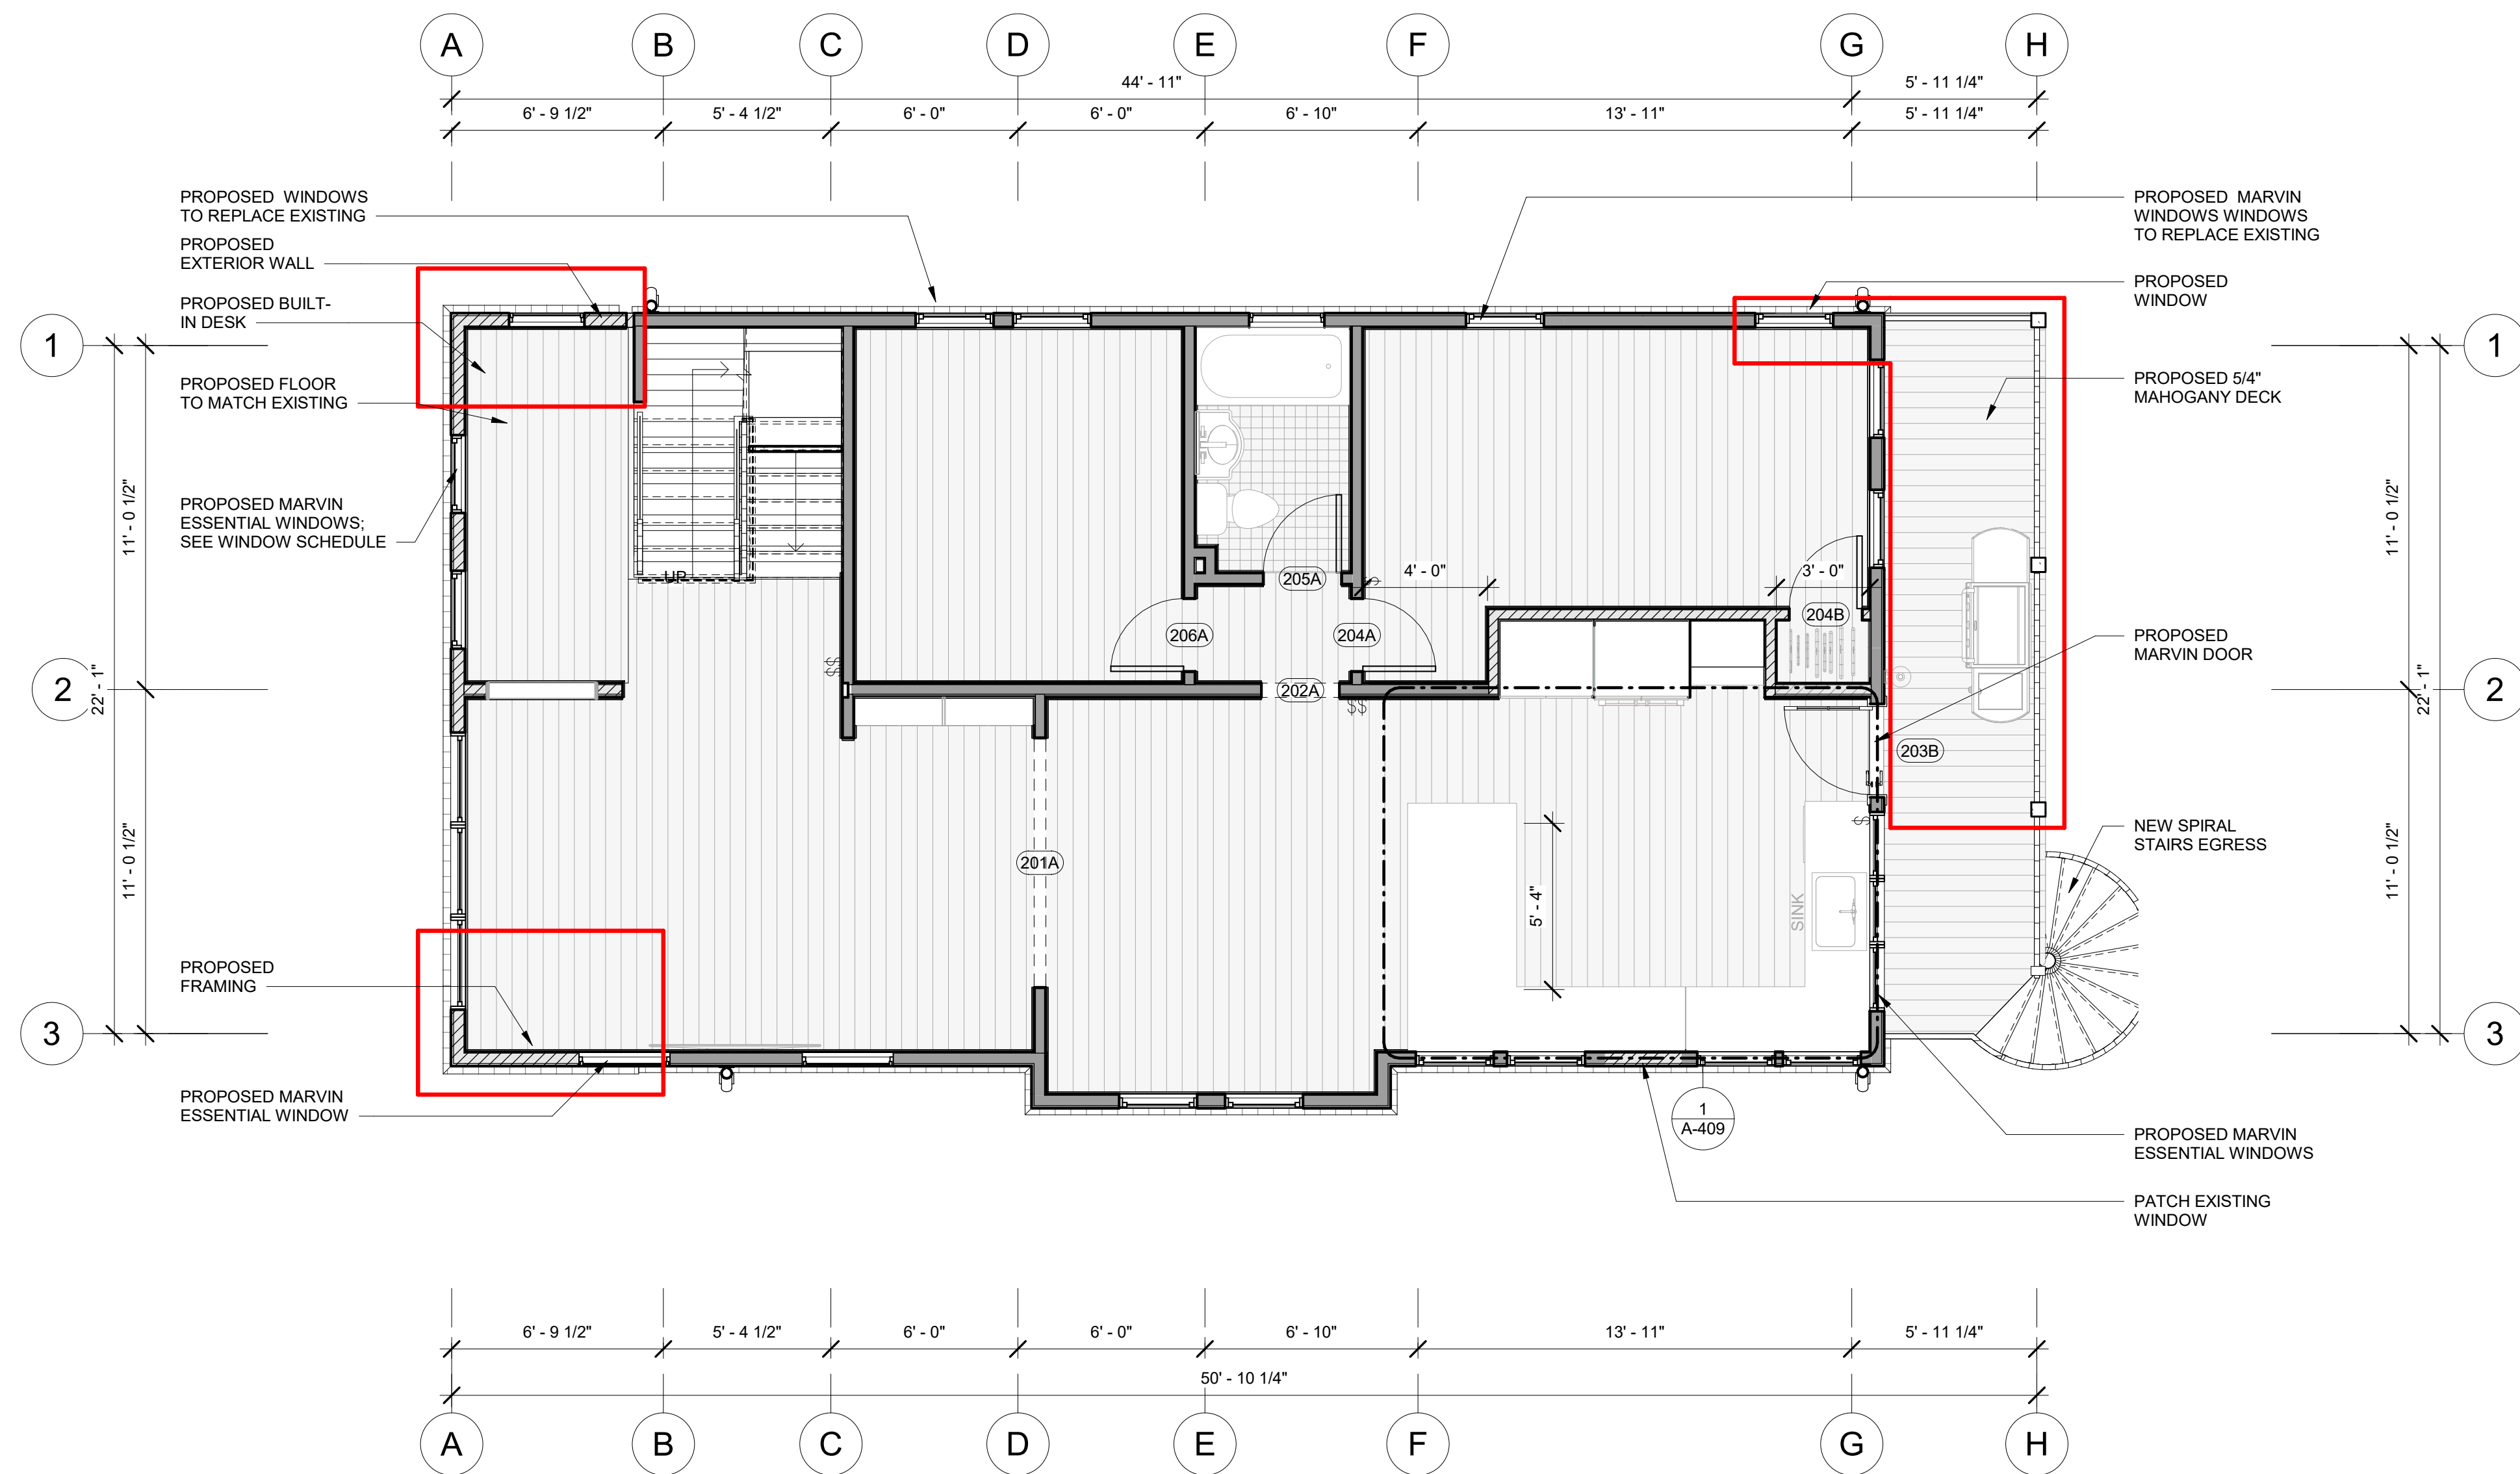 A B C D E F G H
44' - 11" 5' - 11 1/4"
6' - 9 1/2" 5' - 4 1/2" 6' - 0" 6' - 0" 6' - 10" 13' - 11" 5' - 11 1/4"
PROPOSED WINDOWS
TO REPLACE EXISTING
PROPOSED
EXTERIOR WALL
PROPOSED BUILT-
IN DESK
PROPOSED FLOOR
TO MATCH EXISTING
PROPOSED MARVIN
ESSENTIAL WINDOWS;
SEE WINDOW SCHEDULE
PROPOSED
FRAMING
PROPOSED MARVIN
ESSENTIAL WINDOW
1
2
3
11' - 0 1/2"
22' - 1"
11' - 0 1/2"
UP
205A
4' - 0"
3' - 0"
204B
206A
204A
$
202A
$$
$$
203B
201A
$
5' - 4"
SINK
1
A-409
PROPOSED MARVIN
WINDOWS WINDOWS
TO REPLACE EXISTING
PROPOSED
WINDOW
PROPOSED 5/4"
MAHOGANY DECK
PROPOSED
MARVIN DOOR
NEW SPIRAL
STAIRS EGRESS
PROPOSED MARVIN
ESSENTIAL WINDOWS
PATCH EXISTING
WINDOW
11' - 0 1/2"
22' - 1"
11' - 0 1/2"
1
2
3
6' - 9 1/2" 5' - 4 1/2" 6' - 0" 6' - 0" 6' - 10" 13' - 11" 5' - 11 1/4"
50' - 10 1/4"
A B C D E F G H